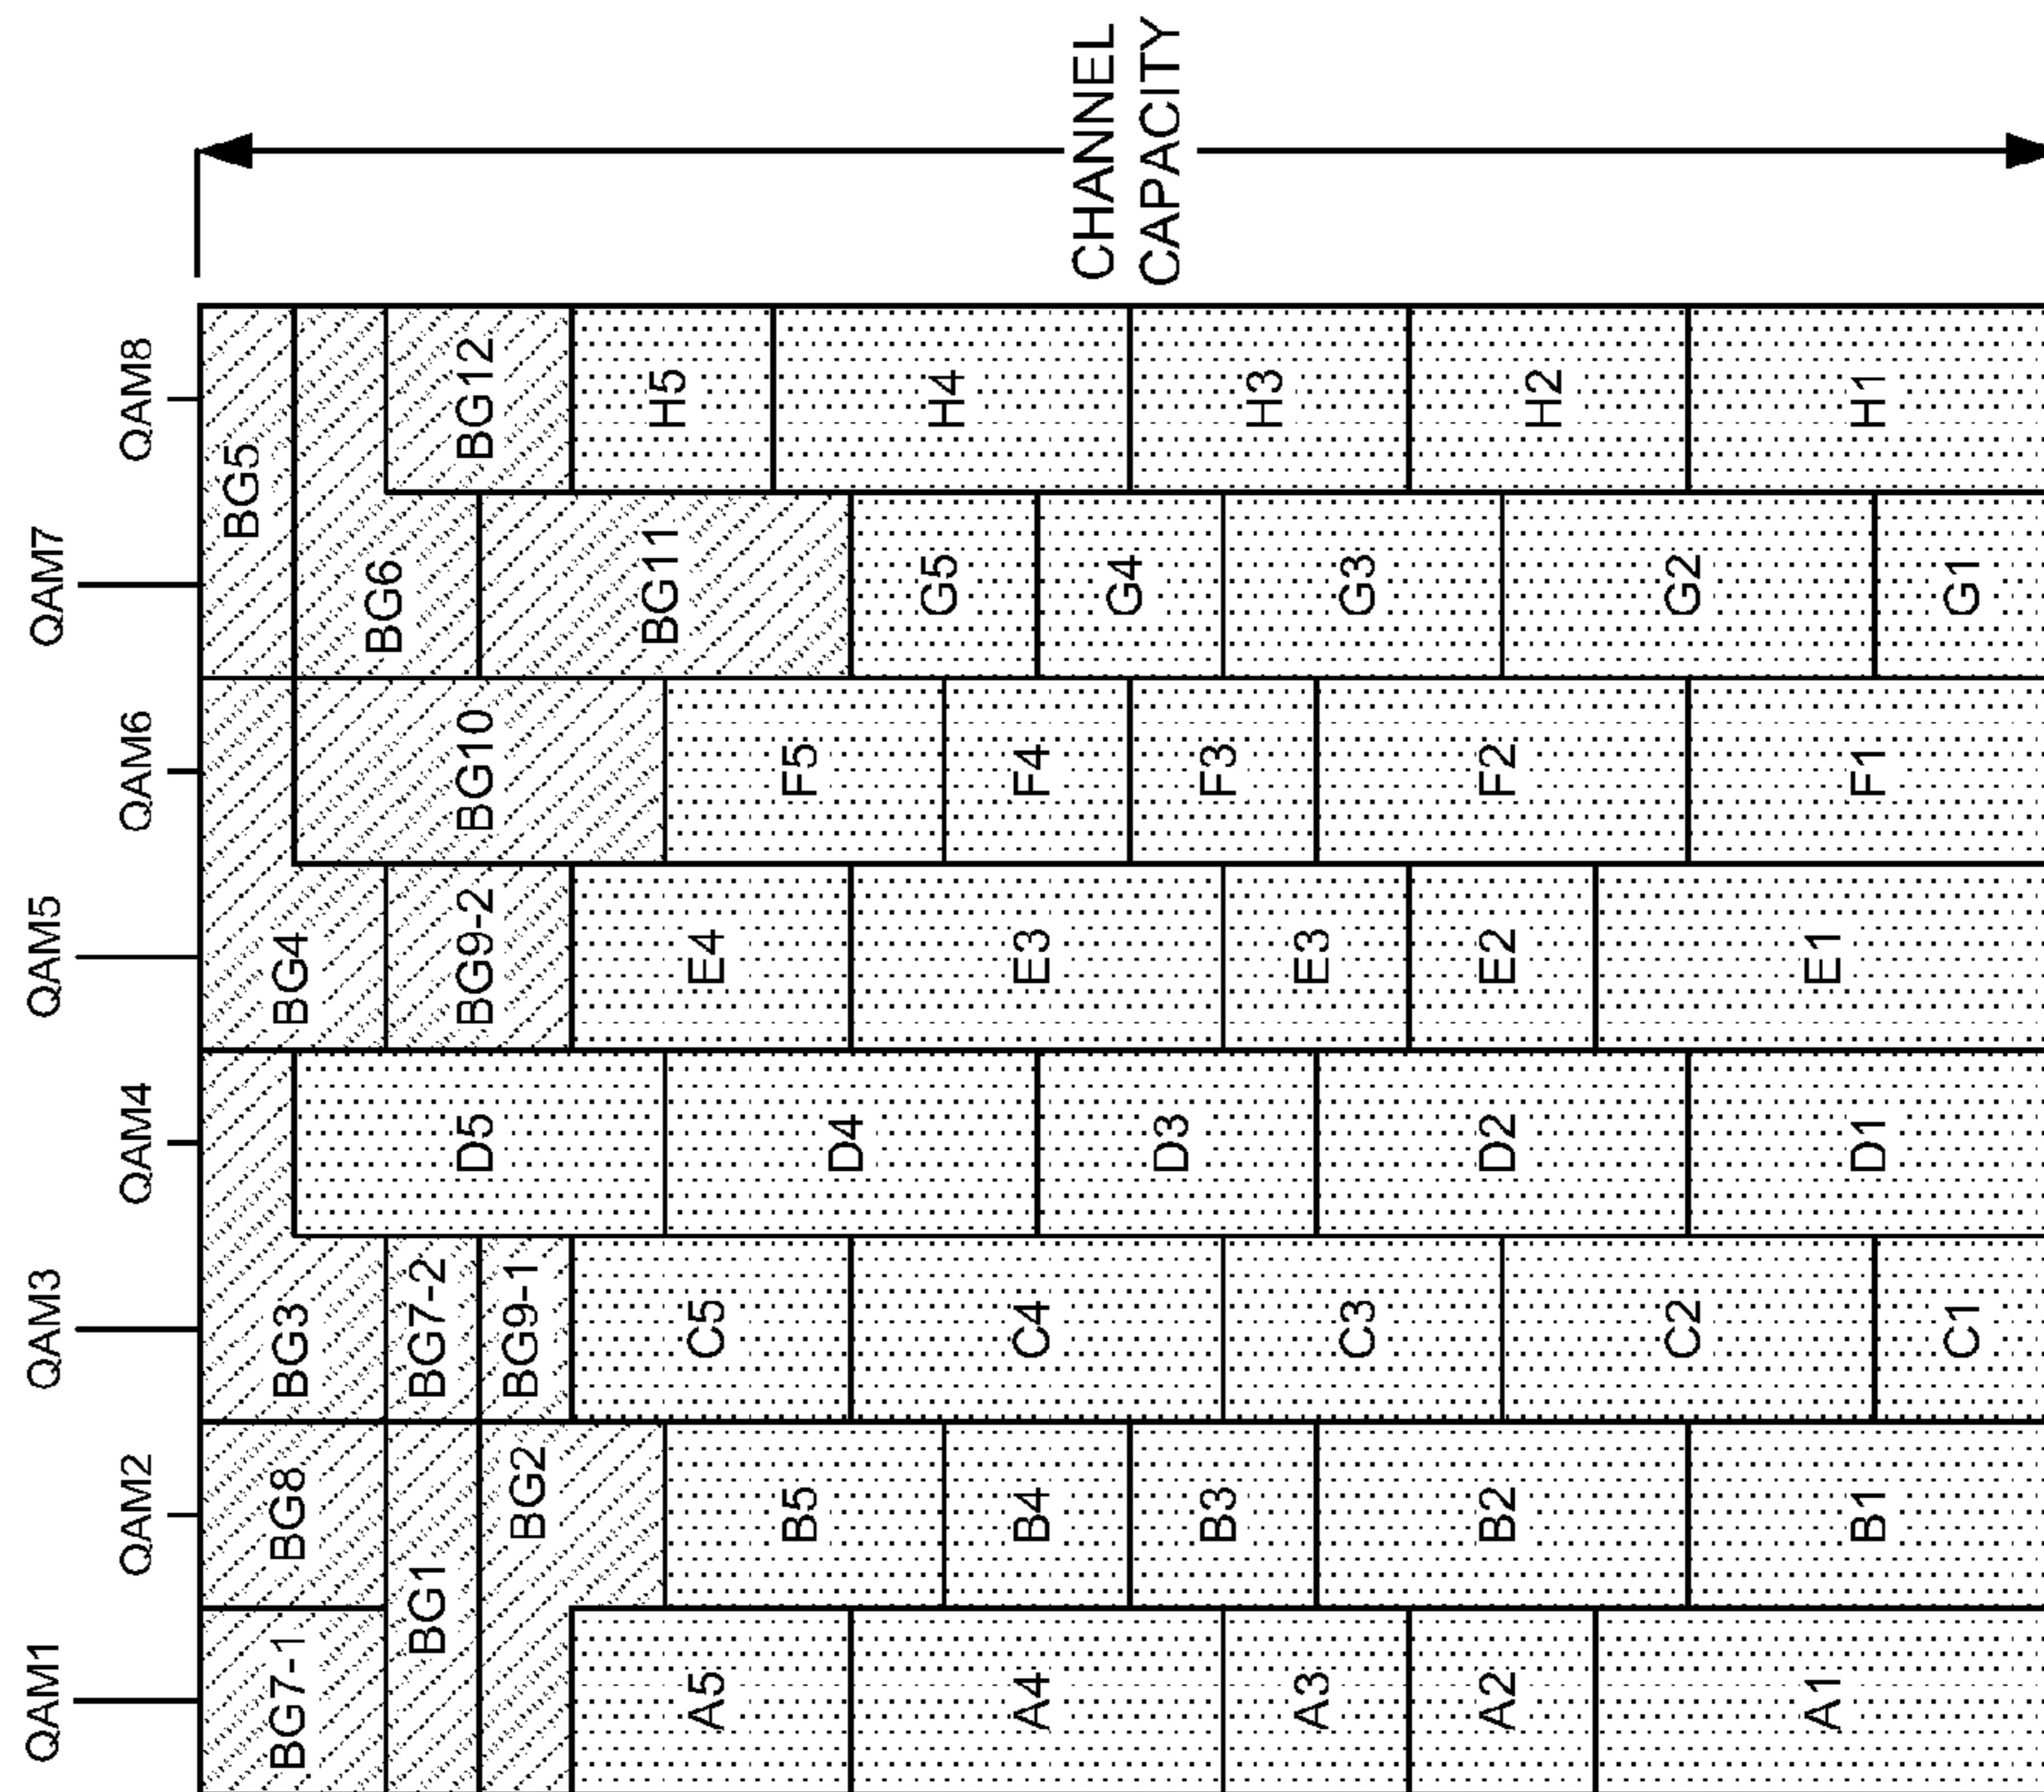 QAM1
QAM2
QAM3
QAM4
QAM5
QAM6
QAM7
QAM8
BG7-1
BG1
A5
A4
A3
A2
A1
BG8
BG2
B5
B4
B3
B2
B1
BG3
BG7-2
BG9-1
C5
C4
C3
C2
C1
D5
D4
D3
D2
D1
BG4
BG9-2
E4
E3
E3
E2
E1
BG10
F5
F4
F3
F2
F1
BG6
BG11
G5
G4
G3
G2
G1
BG5
BG12
H5
H4
H3
H2
H1
CHANNEL
CAPACITY